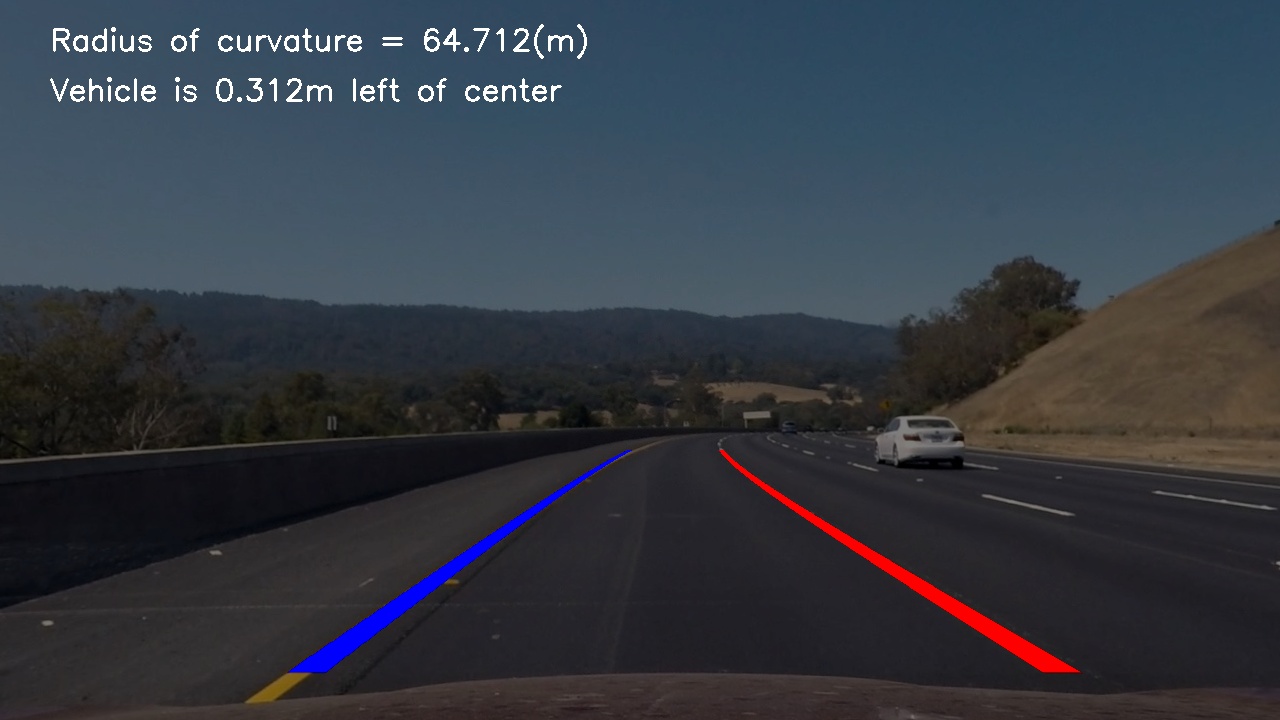 Radius of curvature = 64.712(m)
Vehicle is 0.312m left of center